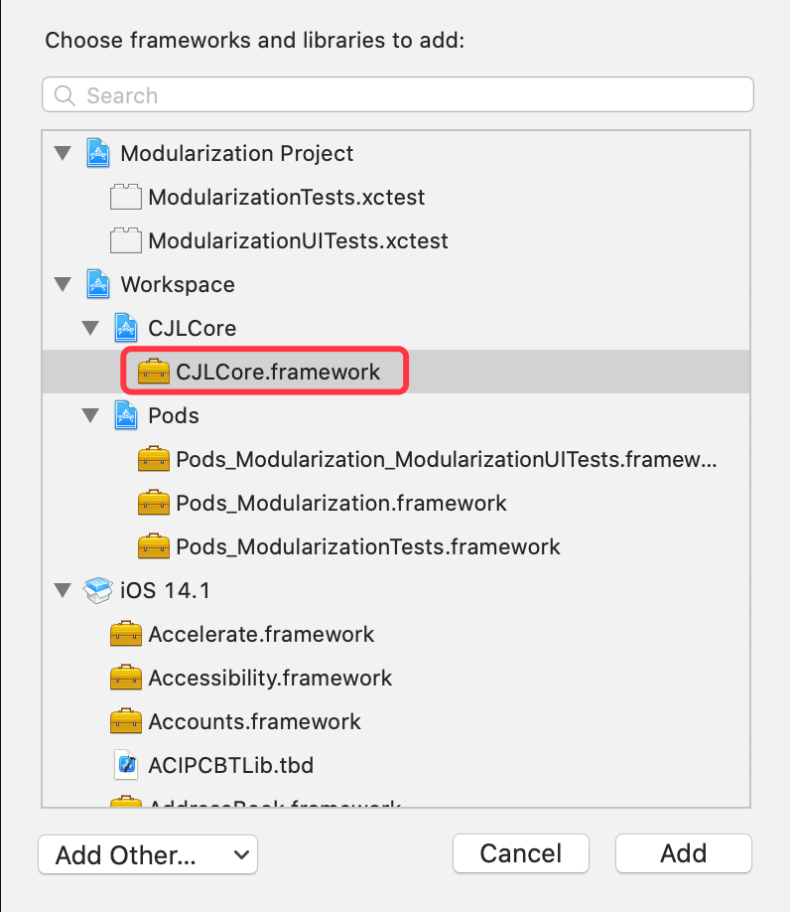 Choose frameworks and libraries to add:
Search
Modularization Project
ModularizationTests.xctest
ModularizationUITests.xctest
Workspace
CJLCore
CJLCore.framework
Pods
Pods_Modularization_ModularizationUITests.framew...
Pods_Modularization.framework
Pods_ModularizationTests.framework
iOS 14.1
Accelerate.framework
Accessibility.framework
Accounts.framework
ACIPCBTLib.tbd
AddressBook.framework
Add Other...
Cancel
Add